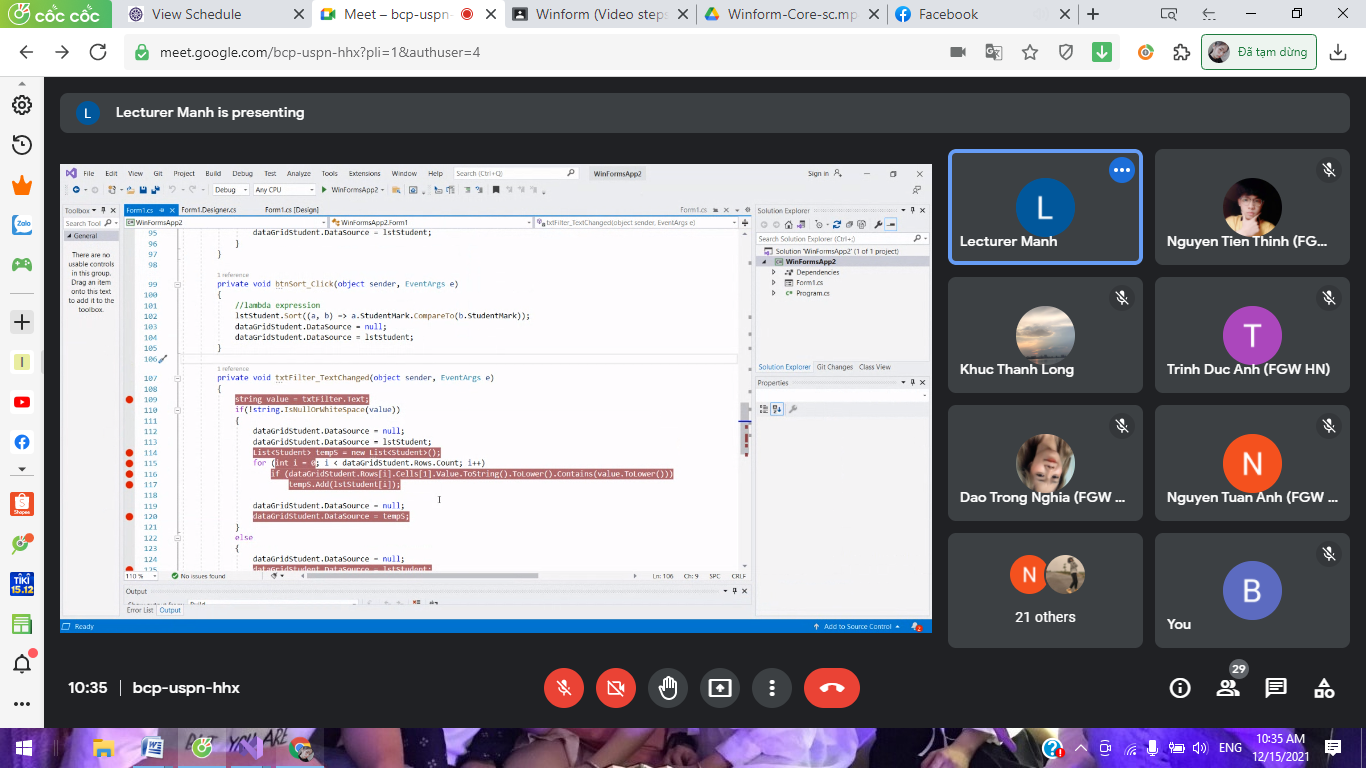 CỐC CỐC
View Schedule
Meet – bcp-uspn-
Winform (Video steps
Winform-Core-sc.mp
Facebook
meet.google.com/bcp-uspn-hhx?pli=1&authuser=4
Đã tạm dừng
L
Lecturer Manh is presenting
File Edit View Git Project Build Debug Test Analyze Tools Extensions Window Help
Search (Ctrl+Q)
WinFormsApp2
Sign in
Debug
Any CPU
WinFormsApp2
Toolbox
Form1.cs
Form1.Designer.cs
Form1.cs [Design]
Form1.cs
Search Tool
WinFormsApp2
WinFormsApp2.Form1
txtFilter_TextChanged(object sender, EventArgs e)
General
There are no
usable controls
in this group.
Drag an item
onto this text
to add it to the
toolbox.
95 dataGridStudent.DataSource = lstStudent;
96 }
97 }
98
1 reference
99 private void btnSort_Click(object sender, EventArgs e)
100 {
101 //lambda expression
102 lstStudent.Sort((a, b) => a.StudentMark.CompareTo(b.StudentMark));
103 dataGridStudent.DataSource = null;
104 dataGridStudent.DataSource = lstStudent;
105 }
106
1 reference
107 private void txtFilter_TextChanged(object sender, EventArgs e)
108 {
109 string value = txtFilter.Text;
110 if(!string.IsNullOrWhiteSpace(value))
111 {
112 dataGridStudent.DataSource = null;
113 dataGridStudent.DataSource = lstStudent;
114 List<Student> tempS = new List<Student>();
115 for (int i = 0; i < dataGridStudent.Rows.Count; i++)
116 if (dataGridStudent.Rows[i].Cells[1].Value.ToString().ToLower().Contains(value.ToLower()))
117 tempS.Add(lstStudent[i]);
118
119 dataGridStudent.DataSource = null;
120 dataGridStudent.DataSource = tempS;
121 }
122 else
123 {
124 dataGridStudent.DataSource = null;
125 dataGridStudent.DataSource = lstStudent;
110 %
No issues found
Ln: 106 Ch: 9 SPC CRLF
Output
Error List Output
Ready
Add to Source Control
2
Solution Explorer
Search Solution Explorer (Ctrl+;)
Solution 'WinFormsApp2' (1 of 1 project)
WinFormsApp2
Dependencies
Form1.cs
Program.cs
Solution Explorer Git Changes Class View
Properties
L
Lecturer Manh
Nguyen Tien Thinh (FG...
Khuc Thanh Long
T
Trinh Duc Anh (FGW HN)
Dao Trong Nghia (FGW ...
N
Nguyen Tuan Anh (FGW ...
N
21 others
B
You
Zalo
I
Shopee
TIKI
15.12
10:35 | bcp-uspn-hhx
29
ENG
10:35 AM
12/15/2021